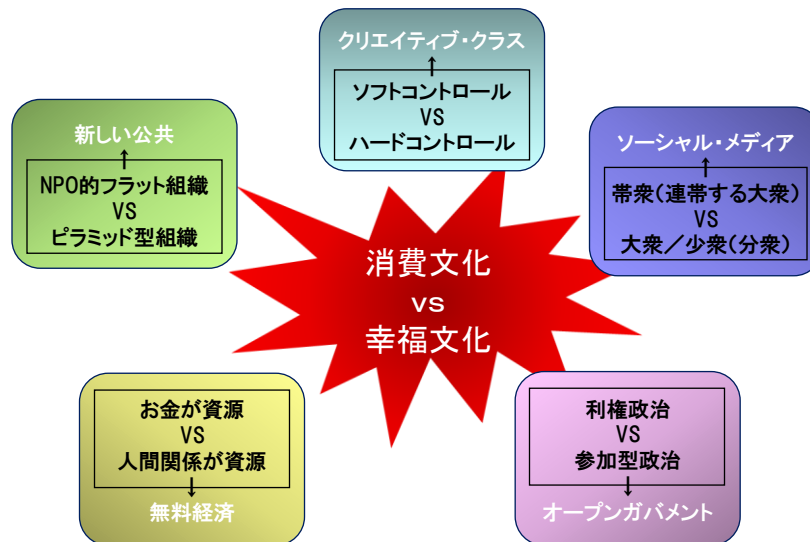 クリエイティブ・クラス
ソフトコントロール
VS
ハードコントロール
新しい公共
NPO的フラット組織
VS
ピラミッド型組織
ソーシャル・メディア
帯衆(連帯する大衆)
VS
大衆／少衆(分衆)
消費文化
vs
幸福文化
お金が資源
VS
人間関係が資源
無料経済
利権政治
VS
参加型政治
オープンガバメント